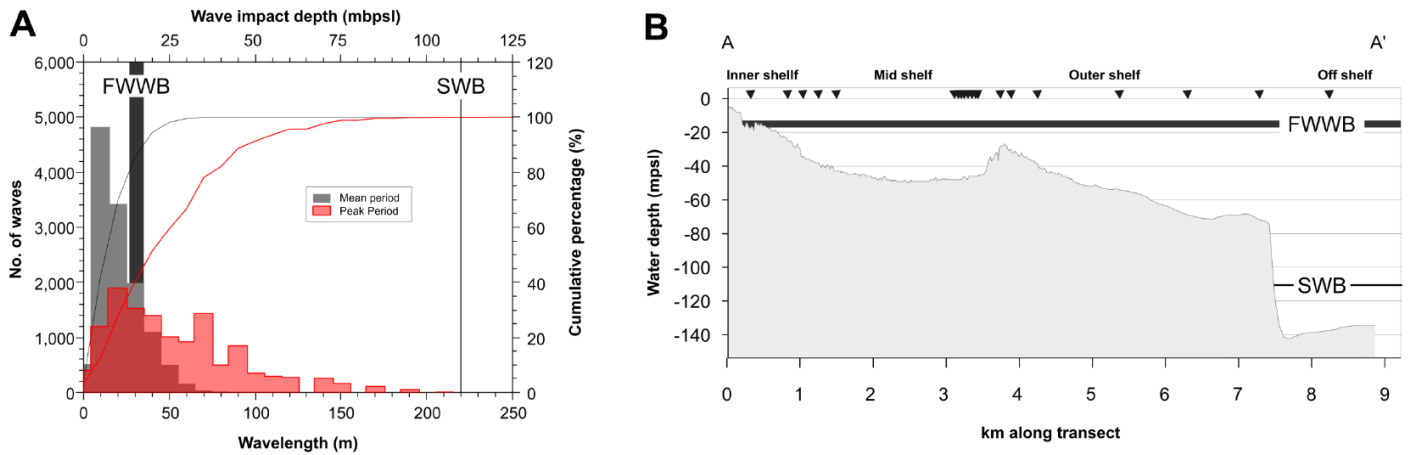 A
Wave impact depth (mbpsl)
0 25 50 75 100 125
6,000 120
FWWB SWB
5,000 100
4,000 80
Mean period
Peak Period
3,000 60
2,000 40
1,000 20
0 0
No. of waves
Cumulative percentage (%)
0 50 100 150 200 250
Wavelength (m)
B
A A'
Inner shellf Mid shelf Outer shelf Off shelf
0
FWWB
-20
-40
-60
-80
-100
SWB
-120
-140
Water depth (mpsl)
0 1 2 3 4 5 6 7 8 9
km along transect